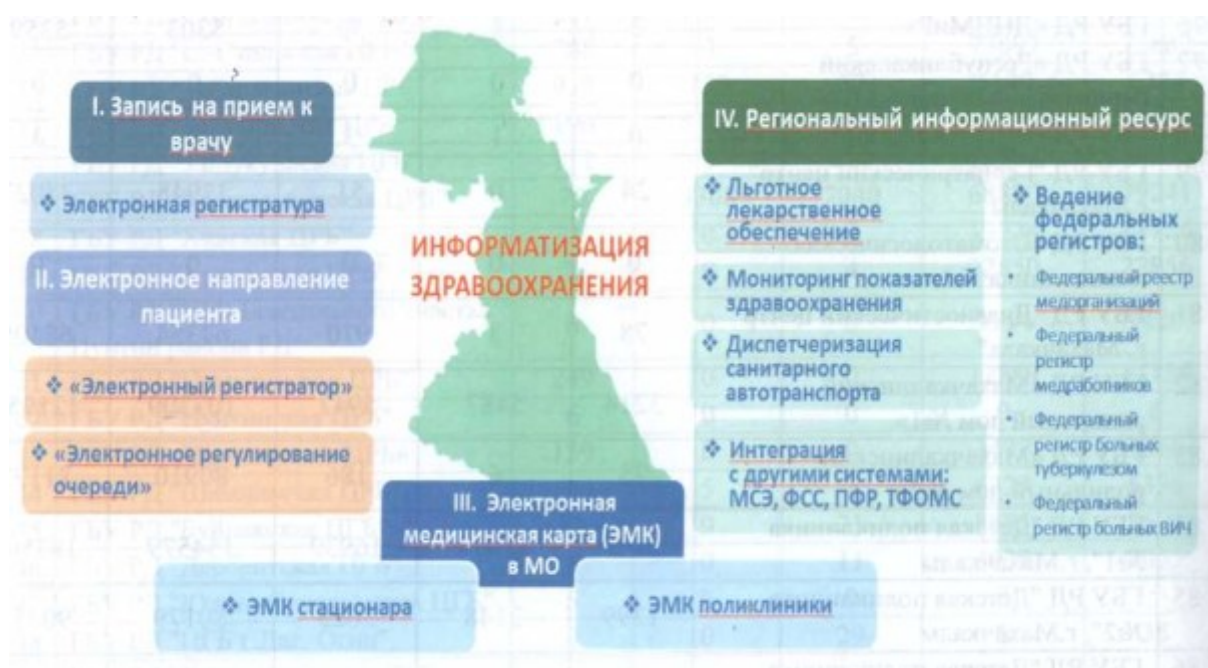 I. Запись на прием к
врачу
❖ Электронная регистратура
II. Электронное направление
пациента
❖ «Электронный регистратор»
❖ «Электронное регулирование
очереди»
ИНФОРМАТИЗАЦИЯ
ЗДРАВООХРАНЕНИЯ
III. Электронная
медицинская карта (ЭМК)
в МО
❖ ЭМК стационара
❖ ЭМК поликлиники
IV. Региональный информационный ресурс
❖ Льготное
лекарственное
обеспечение
❖ Мониторинг показателей
здравоохранения
❖ Диспетчеризация
санитарного
автотранспорта
❖ Интеграция
с другими системами:
МСЭ, ФСС, ПФР, ТФОМС
❖ Ведение
федеральных
регистров:
• Федеральный реестр
медорганизаций
• Федеральный
регистр
медработников
• Федеральный
регистр больных
туберкулезом
• Федеральный
регистр больных ВИЧ